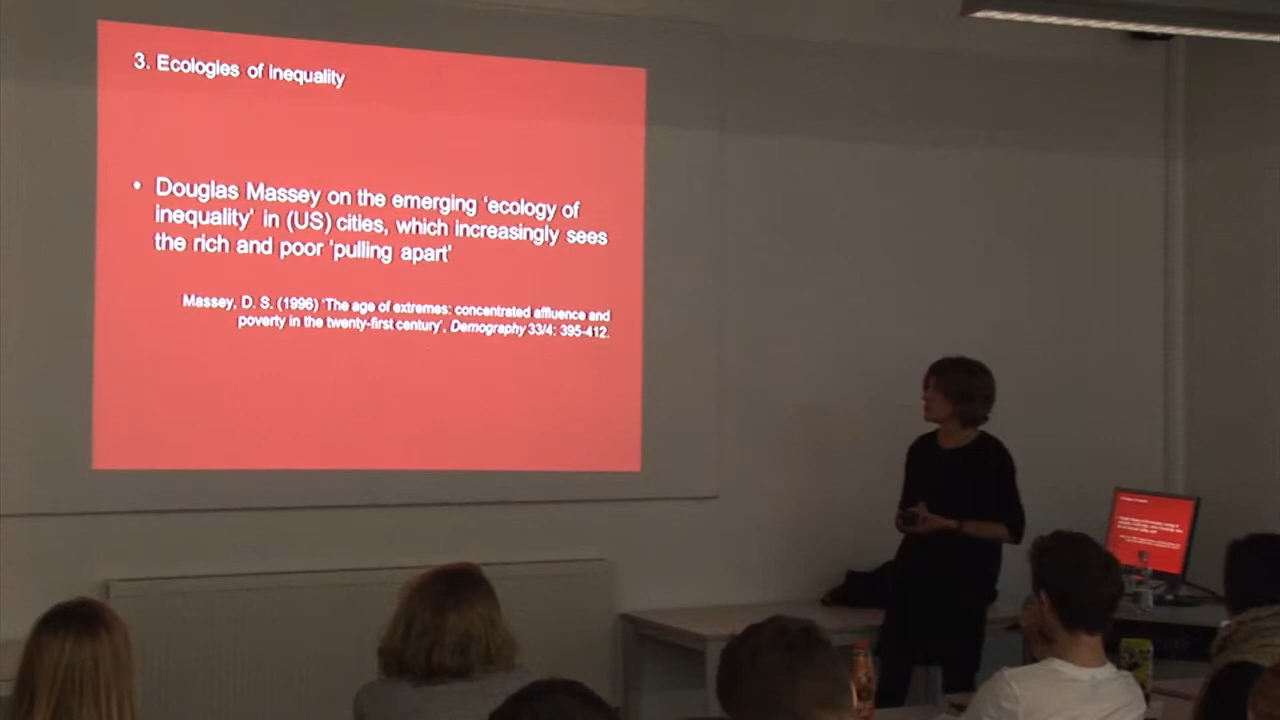 3. Ecologies of Inequality
• Douglas Massey on the emerging 'ecology of
inequality' in (US) cities, which increasingly sees
the rich and poor 'pulling apart'
Massey, D. S. (1996) 'The age of extremes: concentrated affluence and
poverty in the twenty-first century', Demography 33/4: 395-412.